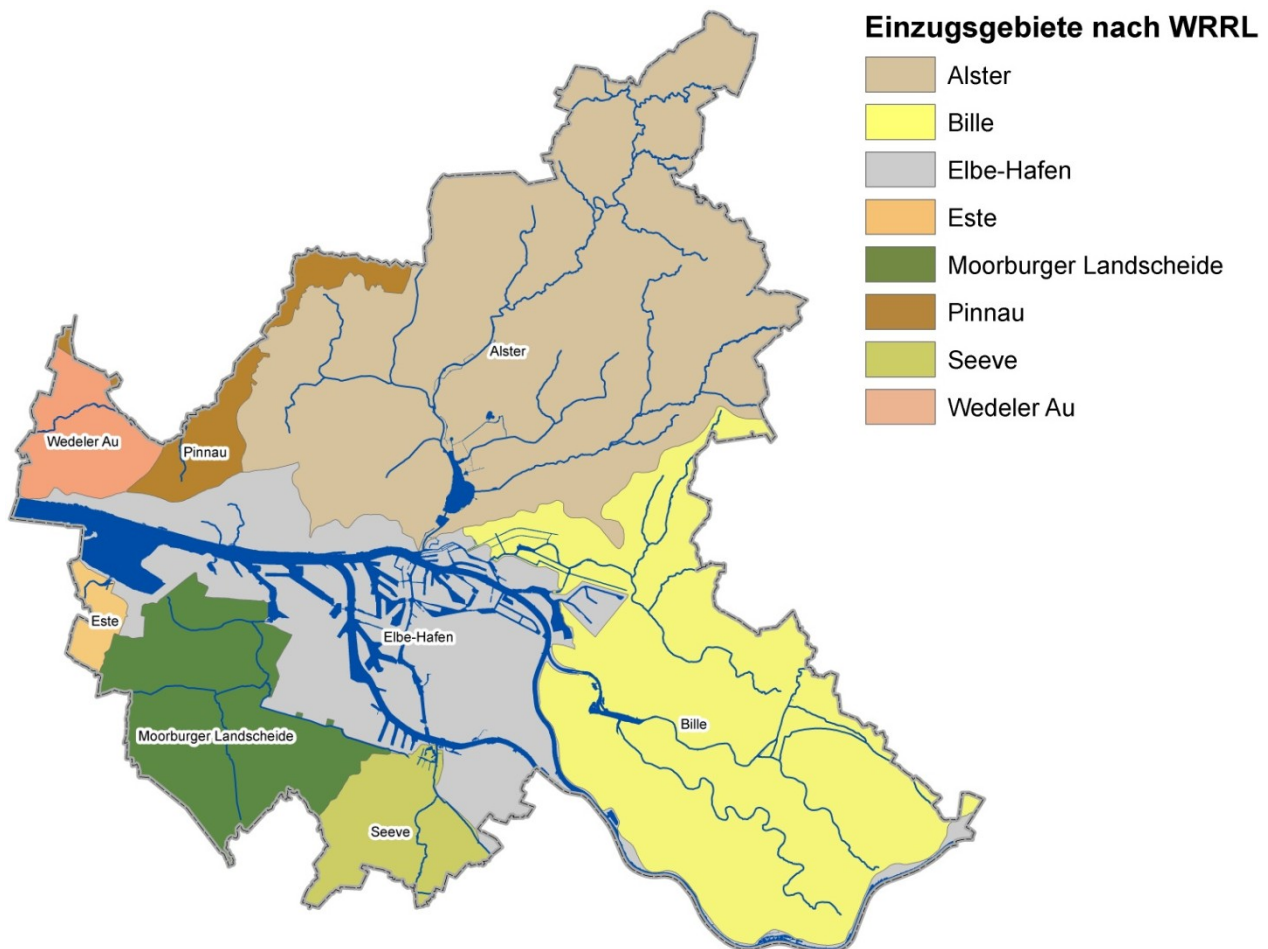 Einzugsgebiete nach WRRL
Alster
Bille
Elbe-Hafen
Este
Moorburger Landscheide
Pinnau
Seeve
Wedeler Au
Alster
Wedeler Au
Pinnau
Este
Elbe-Hafen
Moorburger Landscheide
Bille
Seeve